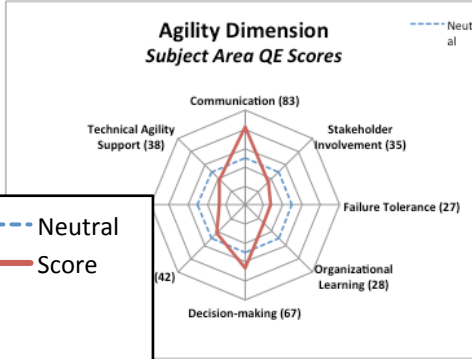 Agility Dimension
Subject Area QE Scores
Neut
al
Communication (83)
Technical Agility
Support (38)
Stakeholder
Involvement (35)
Failure Tolerance (27)
Neutral
Score
(42)
Organizational
Learning (28)
Decision-making (67)